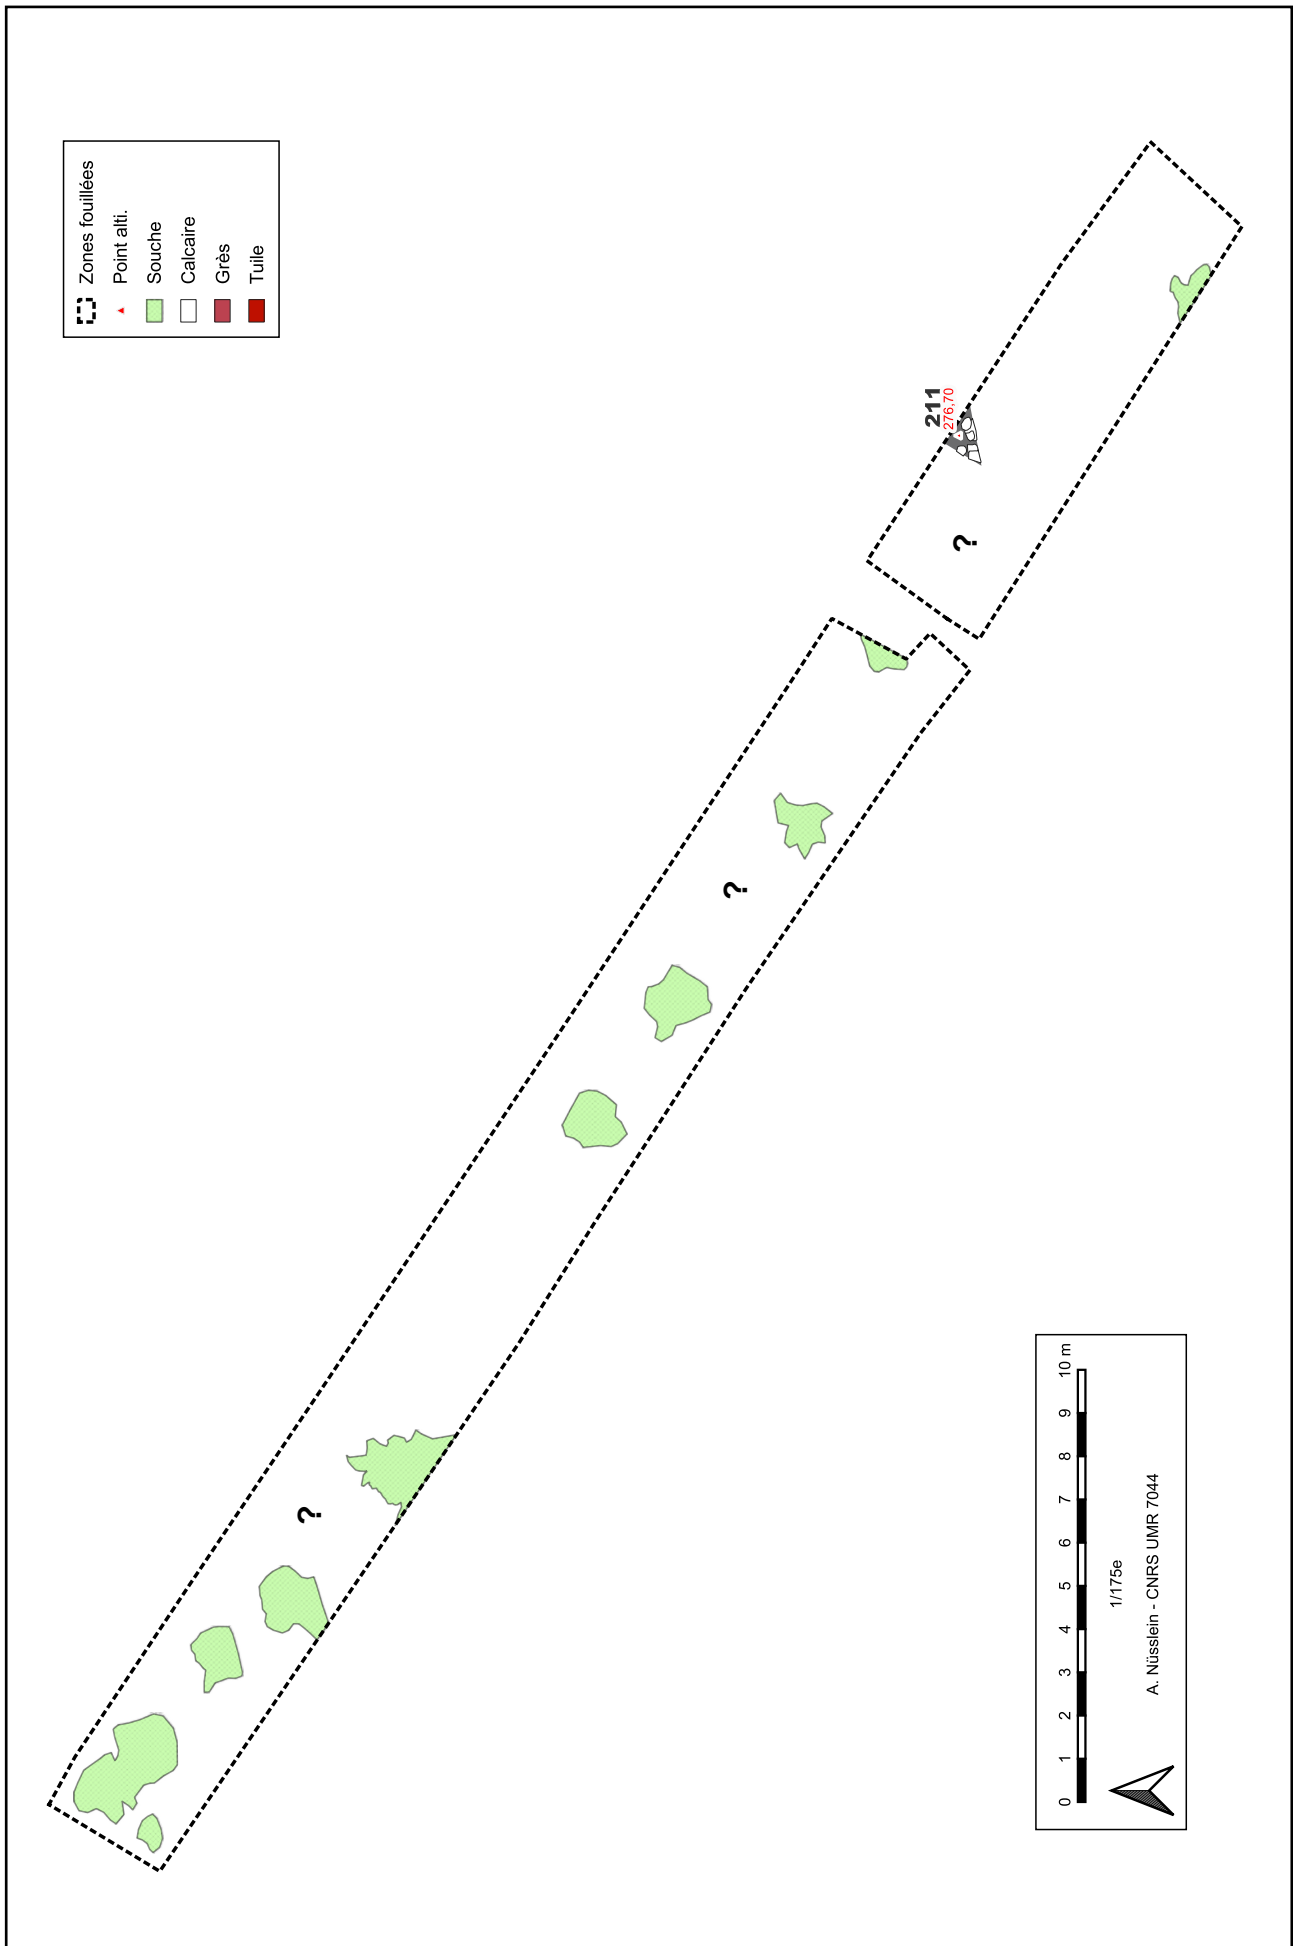 Zones fouillées
Point alti.
Souche
Calcaire
Grès
Tuile
211
276,70
?
?
?
0 1 2 3 4 5 6 7 8 9 10 m
1/175e
A. Nüsslein - CNRS UMR 7044